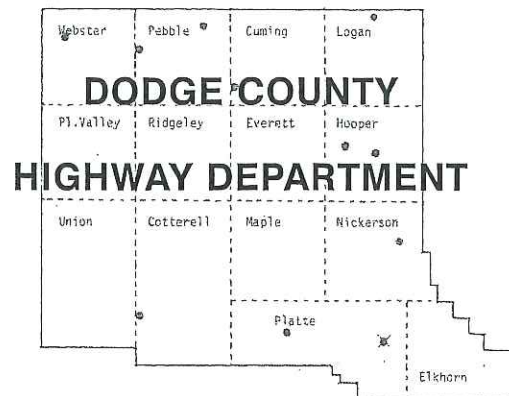 Webster Pebble Cuming Logan
DODGE COUNTY
Pl.Valley Ridgeley Everett Hooper
HIGHWAY DEPARTMENT
Union Cotterell Maple Nickerson
Platte
Elkhorn